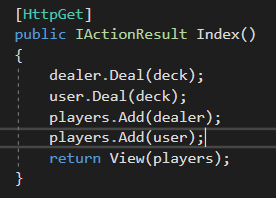 [HttpGet]
public IActionResult Index()
{
    dealer.Deal(deck);
    user.Deal(deck);
    players.Add(dealer);
    players.Add(user);
    return View(players);
}